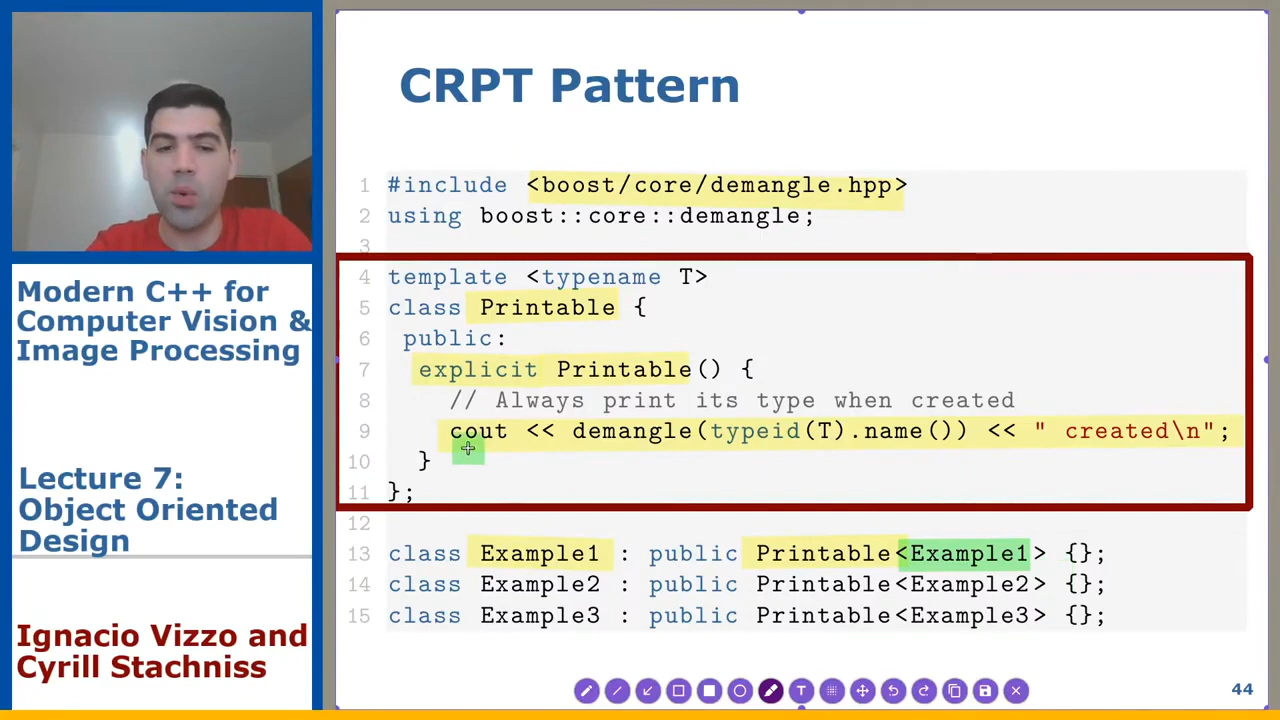 Modern C++ for
Computer Vision &
Image Processing
Lecture 7:
Object Oriented
Design
Ignacio Vizzo and
Cyrill Stachniss
CRPT Pattern
1 #include <boost/core/demangle.hpp>
2 using boost::core::demangle;
3
4 template <typename T>
5 class Printable {
6 public:
7 explicit Printable() {
8 // Always print its type when created
9 cout << demangle(typeid(T).name()) << " created\n";
10 }
11 };
12
13 class Example1 : public Printable<Example1> {};
14 class Example2 : public Printable<Example2> {};
15 class Example3 : public Printable<Example3> {};
T
44